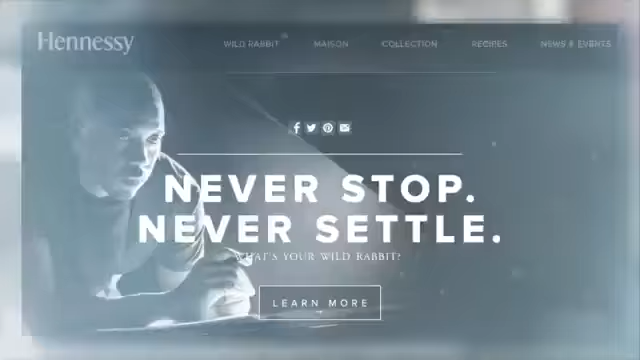 Hennessy
WILD RABBIT MAISON COLLECTION RECIPES NEWS & EVENTS
NEVER STOP.
NEVER SETTLE.
WHAT'S YOUR WILD RABBIT?
LEARN MORE